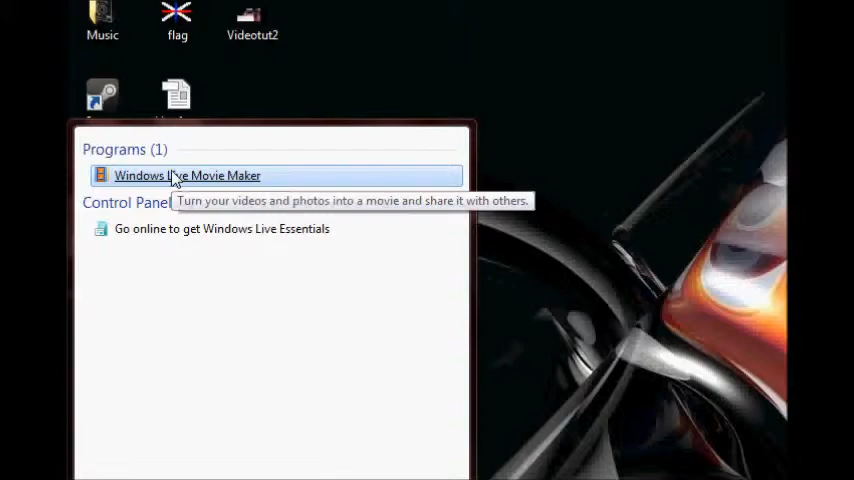 Music flag Videotut2
Programs (1)
Windows Live Movie Maker
Turn your videos and photos into a movie and share it with others.
Control Panel
Go online to get Windows Live Essentials